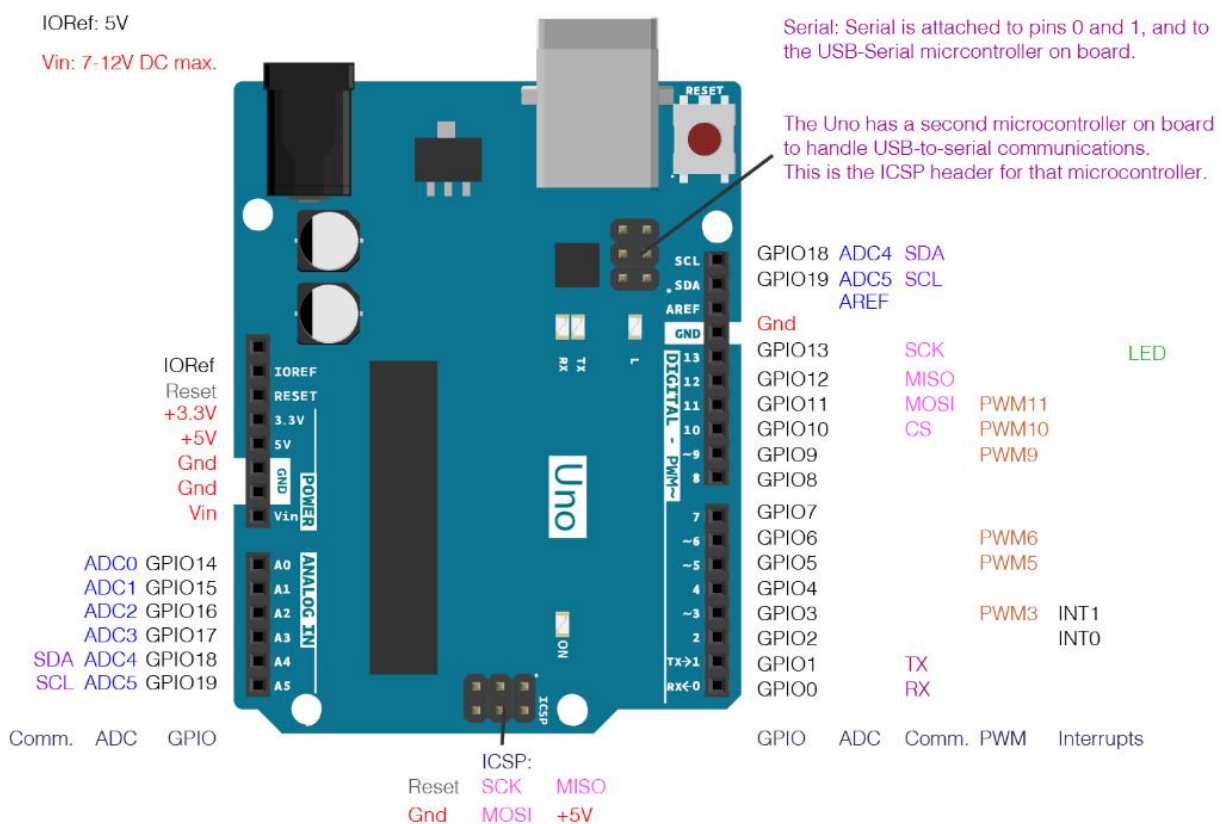 IORef: 5V
Vin: 7-12V DC max.
Serial: Serial is attached to pins 0 and 1, and to
the USB-Serial micrcontroller on board.
The Uno has a second microcontroller on board
to handle USB-to-serial communications.
This is the ICSP header for that microcontroller.
RESET
IORef
Reset
+3.3V
+5V
Gnd
Gnd
Vin
ADC0 GPIO14
ADC1 GPIO15
ADC2 GPIO16
ADC3 GPIO17
SDA ADC4 GPIO18
SCL ADC5 GPIO19
Comm. ADC GPIO
IOREF
RESET
3.3V
5V
GND
Vin
POWER
A0
A1
A2
A3
A4
A5
ANALOG IN
RX
TX
L
Uno
ON
ICSP
SCL
SDA
AREF
GND
13
12
11
10
~9
8
7
~6
~5
4
~3
2
TX→1
RX←0
DIGITAL - PWM~
GPIO18 ADC4 SDA
GPIO19 ADC5 SCL
AREF
Gnd
GPIO13 SCK LED
GPIO12 MISO
GPIO11 MOSI PWM11
GPIO10 CS PWM10
GPIO9 PWM9
GPIO8
GPIO7
GPIO6 PWM6
GPIO5 PWM5
GPIO4
GPIO3 PWM3 INT1
GPIO2 INT0
GPIO1 TX
GPIO0 RX
GPIO ADC Comm. PWM Interrupts
ICSP:
Reset SCK MISO
Gnd MOSI +5V